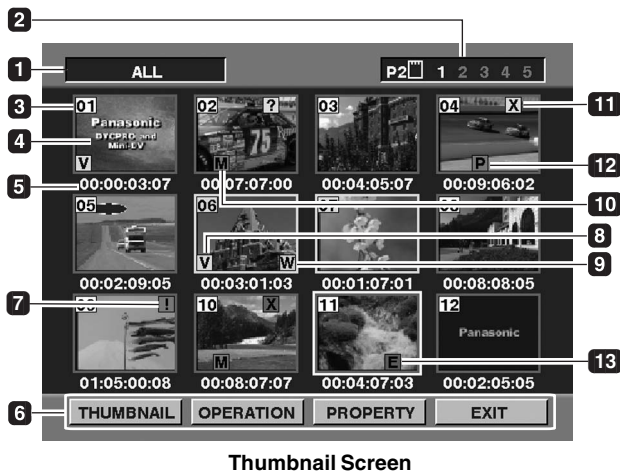 2
1
ALL
P2 1 2 3 4 5
3
01
02
?
03
04
X
11
4
Panasonic
DVCPRO and
Mini-DV
75
V
M
P
12
5
00:00:03:07
00:07:07:00
00:04:05:07
00:09:06:02
10
05
06
07
08
8
V
W
9
00:02:09:05
00:03:01:03
00:01:07:01
00:08:08:05
7
09
!
10
X
11
12
Panasonic
M
E
13
01:05:00:08
00:08:07:07
00:04:07:03
00:02:05:05
6
THUMBNAIL
OPERATION
PROPERTY
EXIT
Thumbnail Screen